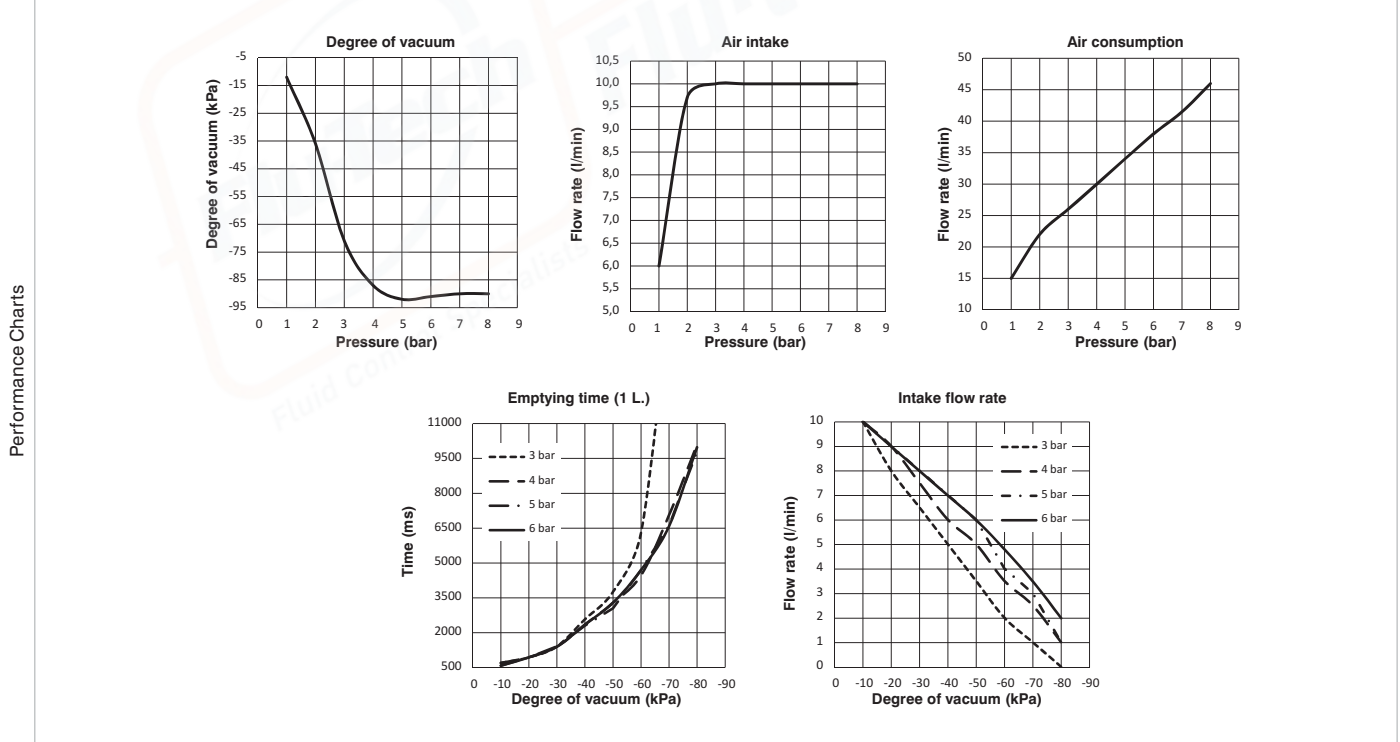 Performance Charts
Degree of vacuum
Degree of vacuum (kPa)
-5
-15
-25
-35
-45
-55
-65
-75
-85
-95
0 1 2 3 4 5 6 7 8 9
Pressure (bar)
Air intake
Flow rate (l/min)
10,5
10,0
9,5
9,0
8,5
8,0
7,5
7,0
6,5
6,0
5,5
5,0
0 1 2 3 4 5 6 7 8 9
Pressure (bar)
Air consumption
Flow rate (l/min)
50
45
40
35
30
25
20
15
10
0 1 2 3 4 5 6 7 8 9
Pressure (bar)
Emptying time (1 L.)
Time (ms)
11000
9500
8000
6500
5000
3500
2000
500
3 bar
4 bar
5 bar
6 bar
0 -10 -20 -30 -40 -50 -60 -70 -80 -90
Degree of vacuum (kPa)
Intake flow rate
Flow rate (l/min)
10
9
8
7
6
5
4
3
2
1
0
3 bar
4 bar
5 bar
6 bar
0 -10 -20 -30 -40 -50 -60 -70 -80 -90
Degree of vacuum (kPa)